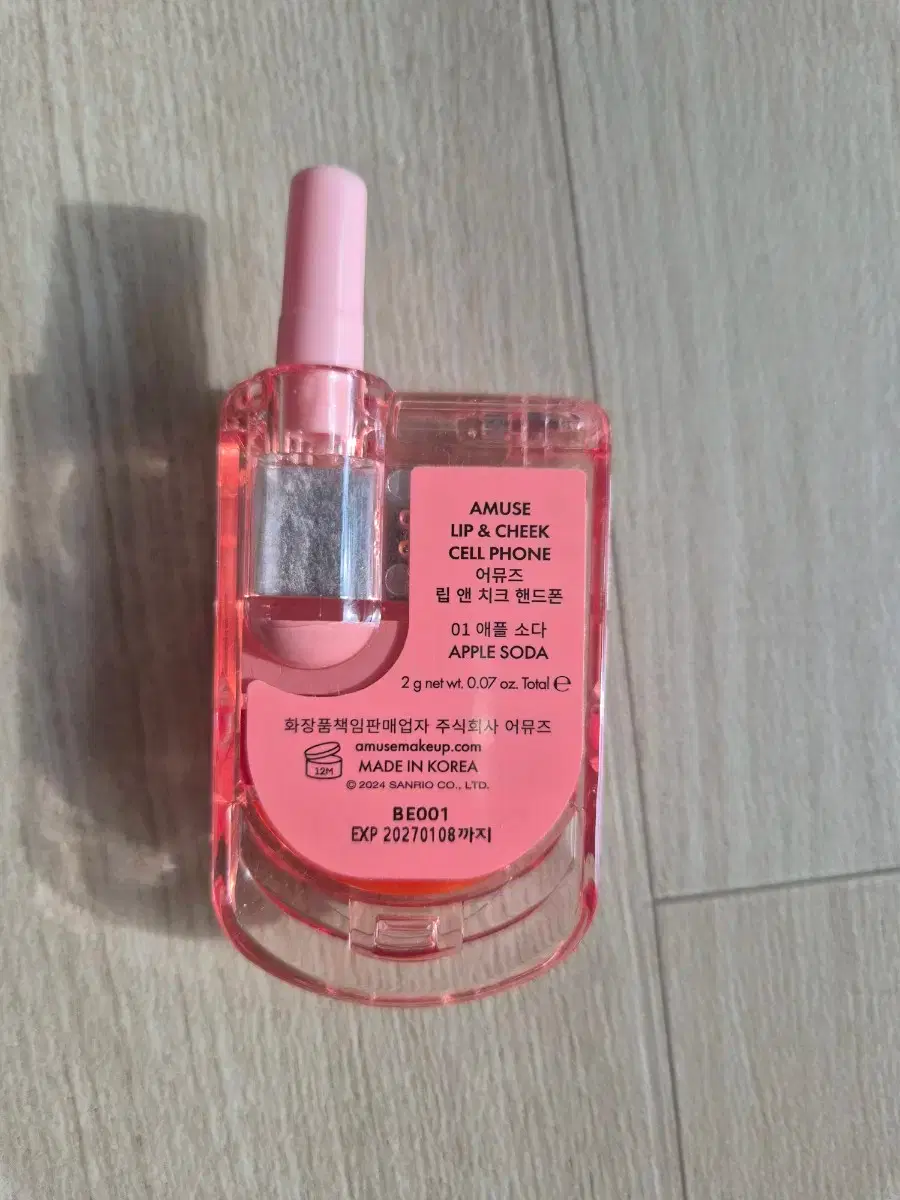 AMUSE
LIP & CHEEK
CELL PHONE
어뮤즈
립 앤 치크 핸드폰
01 애플 소다
APPLE SODA
2 g net wt. 0.07 oz. Total ℮
화장품책임판매업자 주식회사 어뮤즈
amusemakeup.com
12M
MADE IN KOREA
© 2024 SANRIO CO., LTD.
BE001
EXP 20270108까지